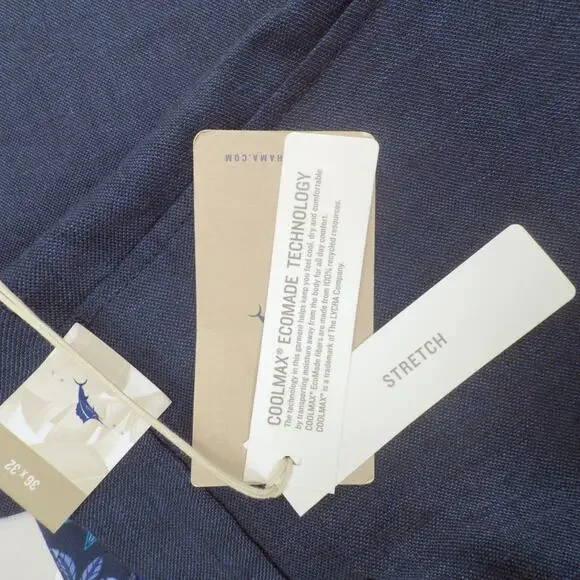 HAMA.COM
COOLMAX® ECOMADE TECHNOLOGY
The technology in this garment helps keep you feel cool, dry and comfortable
by transporting moisture away from the body for all day comfort.
COOLMAX® EcoMade fibers are made from 100% recycled resources.
COOLMAX® is a trademark of The LYCRA Company.
STRETCH
36 x 32